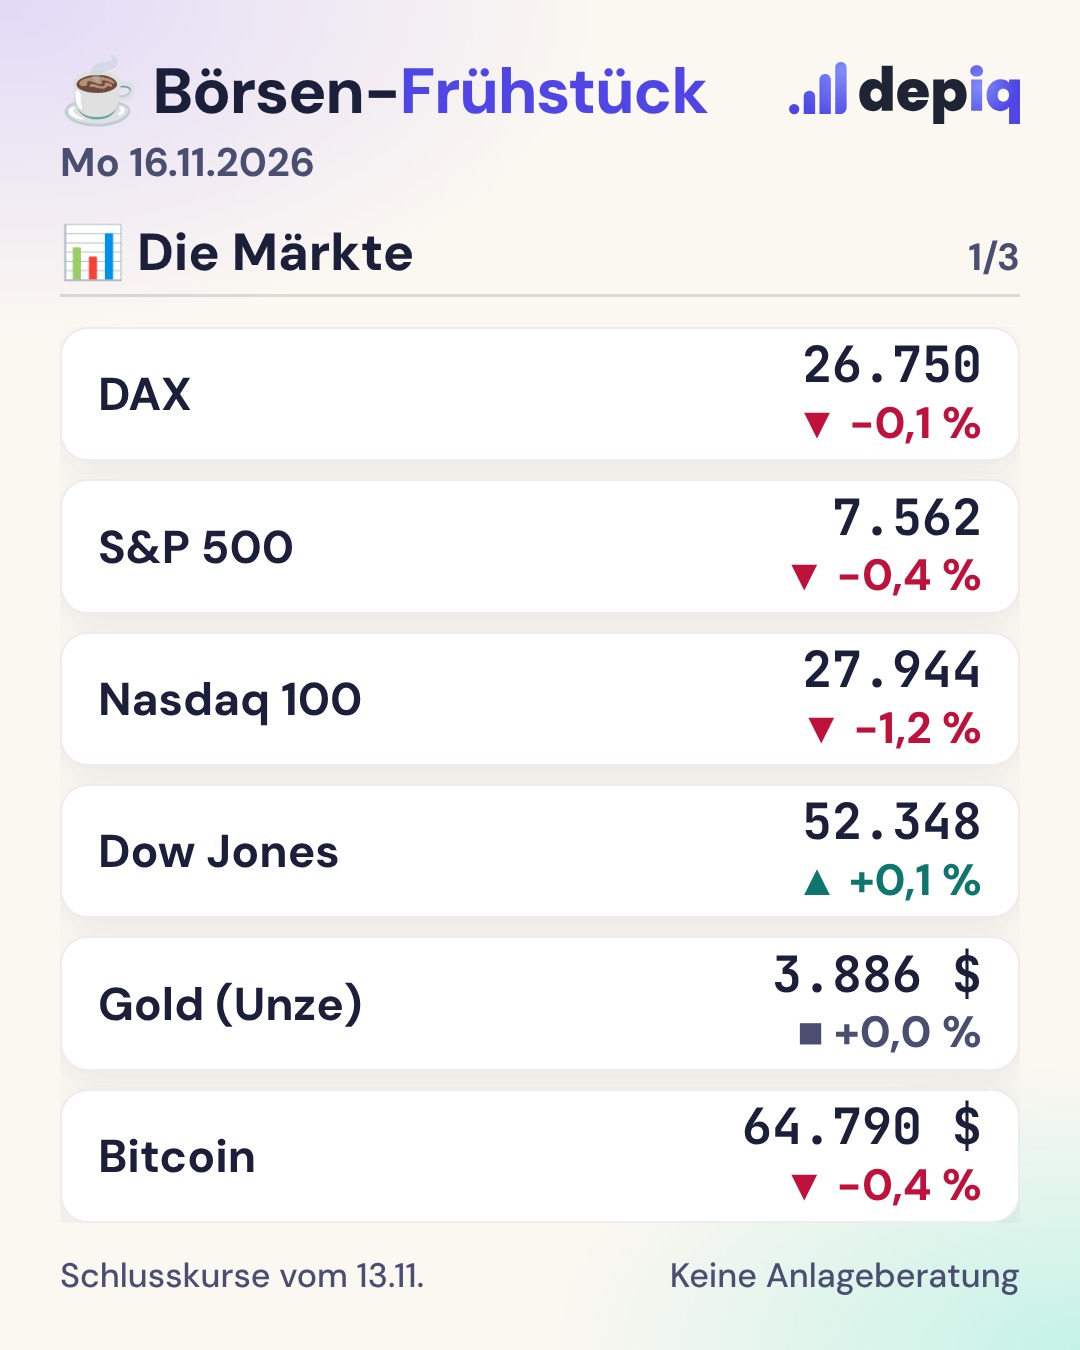 Börsen-Frühstück
depiq
Mo 16.11.2026
Die Märkte
1/3
DAX
26.750
▼ -0,1 %
S&P 500
7.562
▼ -0,4 %
Nasdaq 100
27.944
▼ -1,2 %
Dow Jones
52.348
▲ +0,1 %
Gold (Unze)
3.886 $
■ +0,0 %
Bitcoin
64.790 $
▼ -0,4 %
Schlusskurse vom 13.11.
Keine Anlageberatung